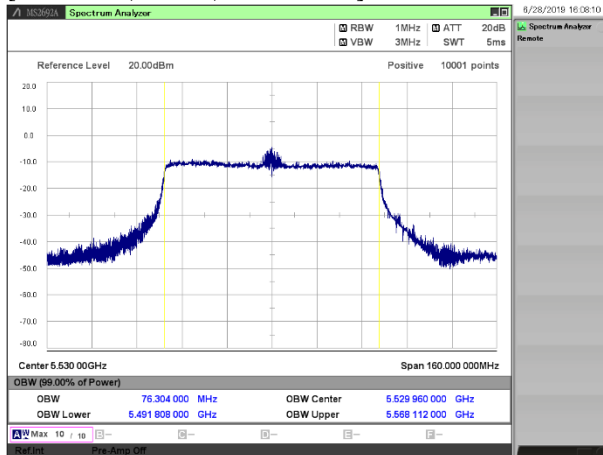 MS2692A Spectrum Analyzer
6/28/2019 16:08:10
Spectrum Analyzer
Remote
RBW 1MHz ATT 20dB
VBW 3MHz SWT 5ms
Reference Level 20.00dBm Positive 10001 points
20.0
10.0
0.0
-10.0
-20.0
-30.0
-40.0
-50.0
-60.0
-70.0
-80.0
Center 5.530 00GHz Span 160.000 000MHz
OBW (99.00% of Power)
OBW 76.304 000 MHz OBW Center 5.529 960 000 GHz
OBW Lower 5.491 808 000 GHz OBW Upper 5.568 112 000 GHz
A W Max 10 / 10 B- C- D- E- F-
Ref.Int Pre-Amp Off